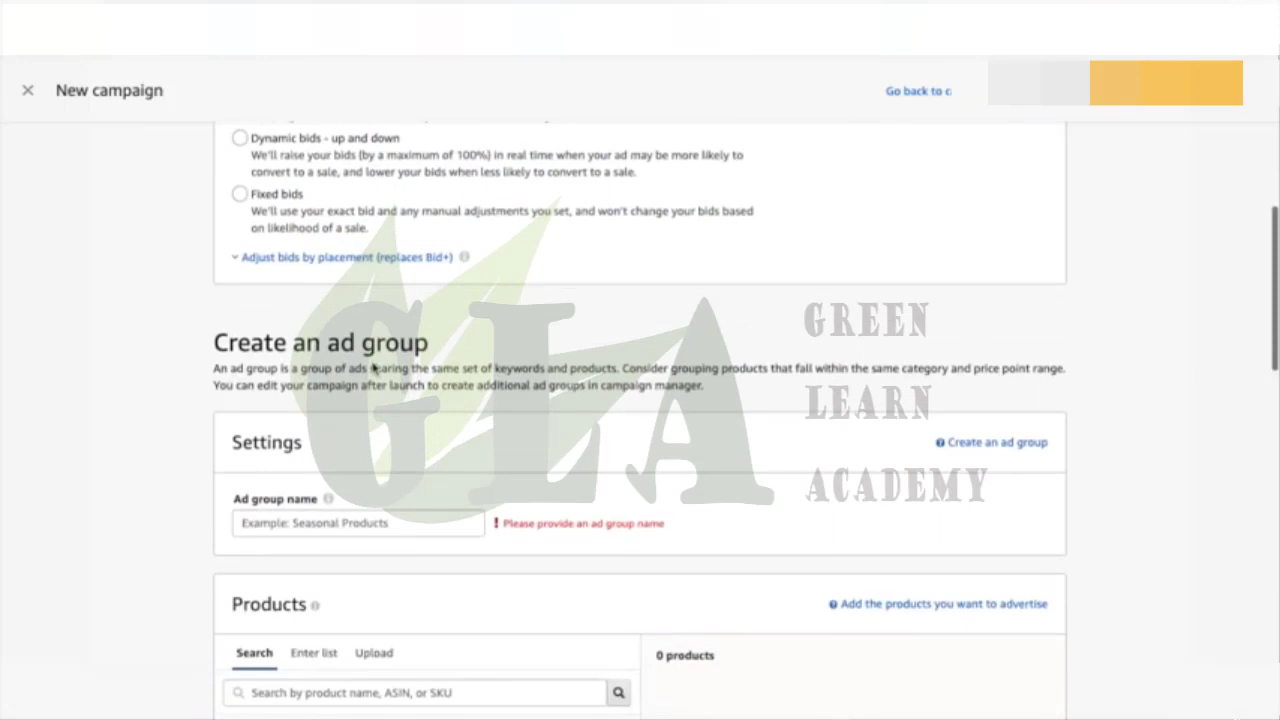 New campaign
Go back to c
Dynamic bids - up and down
We'll raise your bids (by a maximum of 100%) in real time when your ad may be more likely to
convert to a sale, and lower your bids when less likely to convert to a sale.
Fixed bids
We'll use your exact bid and any manual adjustments you set, and won't change your bids based
on likelihood of a sale.
Adjust bids by placement (replaces Bid+)
GLA
GREEN
LEARN
ACADEMY
Create an ad group
An ad group is a group of ads sharing the same set of keywords and products. Consider grouping products that fall within the same category and price point range.
You can edit your campaign after launch to create additional ad groups in campaign manager.
Settings
Create an ad group
Ad group name
Example: Seasonal Products
! Please provide an ad group name
Products
Add the products you want to advertise
Search Enter list Upload
0 products
Search by product name, ASIN, or SKU